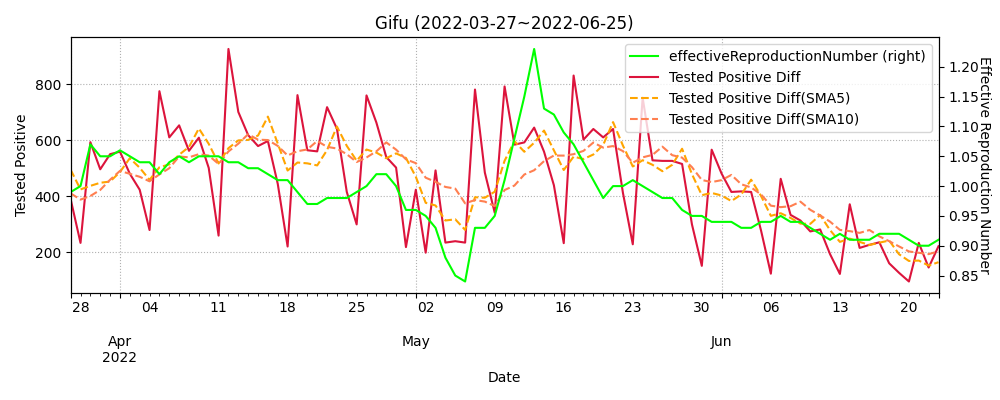 Gifu (2022-03-27~2022-06-25)
Tested Positive
800
600
400
200
effectiveReproductionNumber (right)
Tested Positive Diff
Tested Positive Diff(SMA5)
Tested Positive Diff(SMA10)
1.20
1.15
1.10
1.05
1.00
0.95
0.90
0.85
Effective Reproduction Number
28 04 11 18 25 02 09 16 23 30 06 13 20
Apr May Jun
2022
Date